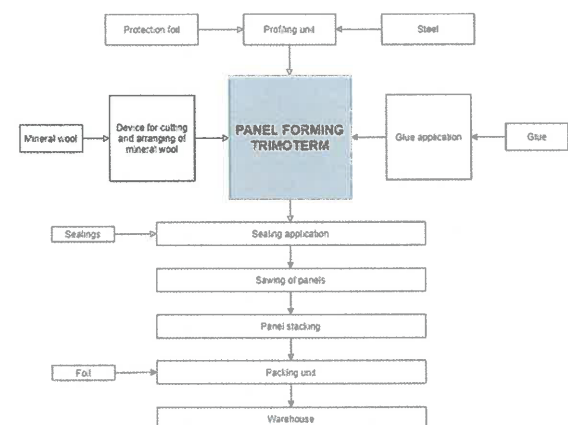 Protection foil
Profiling unit
Steel
Mineral wool
Device for cutting
and arranging of
mineral wool
PANEL FORMING
TRIMOTERM
Glue application
Glue
Sealings
Sealing application
Sawing of panels
Panel stacking
Foil
Packing unit
Warehouse